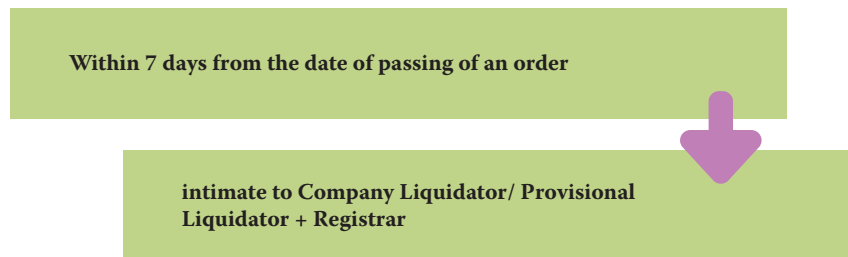 Within 7 days from the date of passing of an order
intimate to Company Liquidator/ Provisional
Liquidator + Registrar